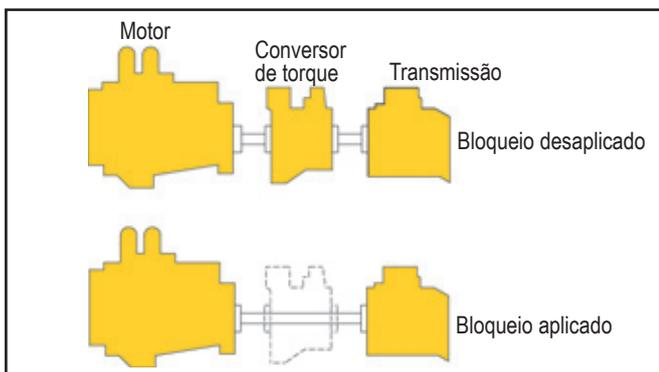 Motor
Conversor
de torque
Transmissão
Bloqueio desaplicado
Bloqueio aplicado